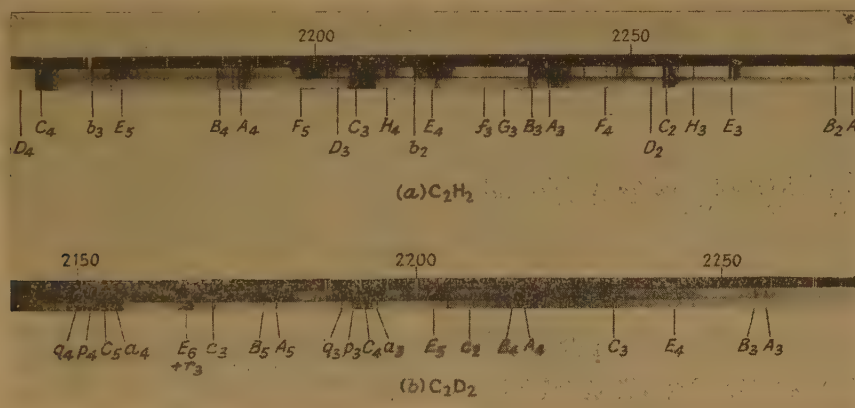 2200 2250
C₄ b₃ E₅ B₄ A₄ F₅ C₃ H₄ E₄ f₃ G₃ B₃ A₃ F₄ C₂ H₃ E₃ B₂ A
D₄ D₃ b₂ D₂
(a) C₂H₂
2150 2200 2250
q₄ p₄ C₅ a₄ E₆ B₅ A₅ q₃ p₃ C₄ a₃ E₅ B₄ A₄ C₃ E₄ B₃ A₃
+r₃
(b) C₂D₂